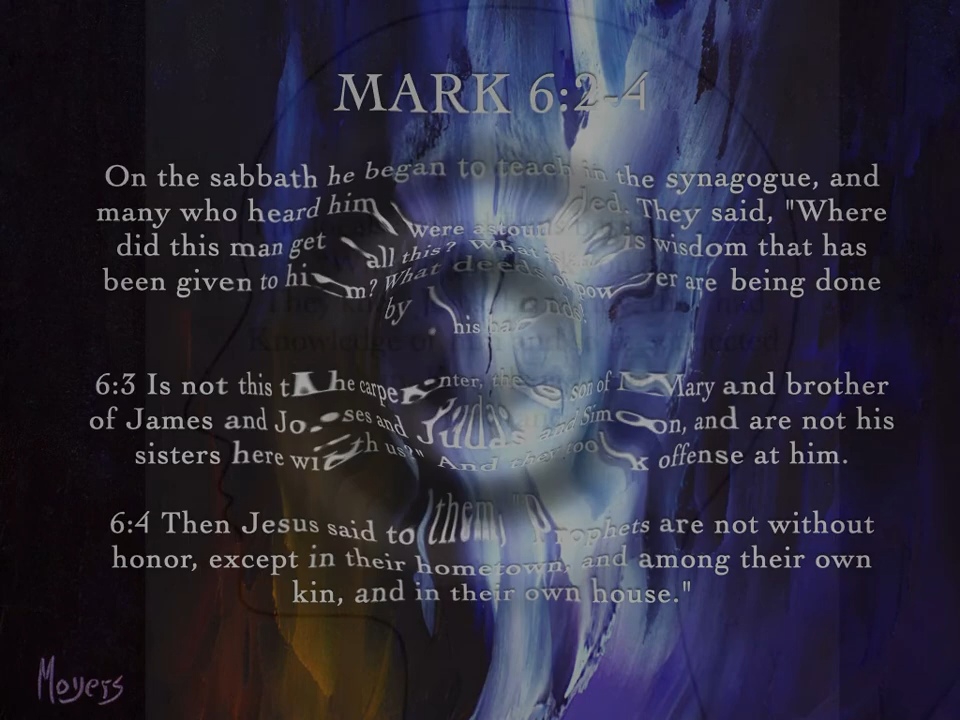 MARK 6:2-4
On the sabbath he began to teach in the synagogue, and
many who heard him were astounded. They said, "Where
did this man get all this? What is this wisdom that has
been given to him? What deeds of power are being done
by his hands!
6:3 Is not this the carpenter, the son of Mary and brother
of James and Joses and Judas and Simon, and are not his
sisters here with us?" And they took offense at him.
6:4 Then Jesus said to them, "Prophets are not without
honor, except in their hometown, and among their own
kin, and in their own house."
Moyers